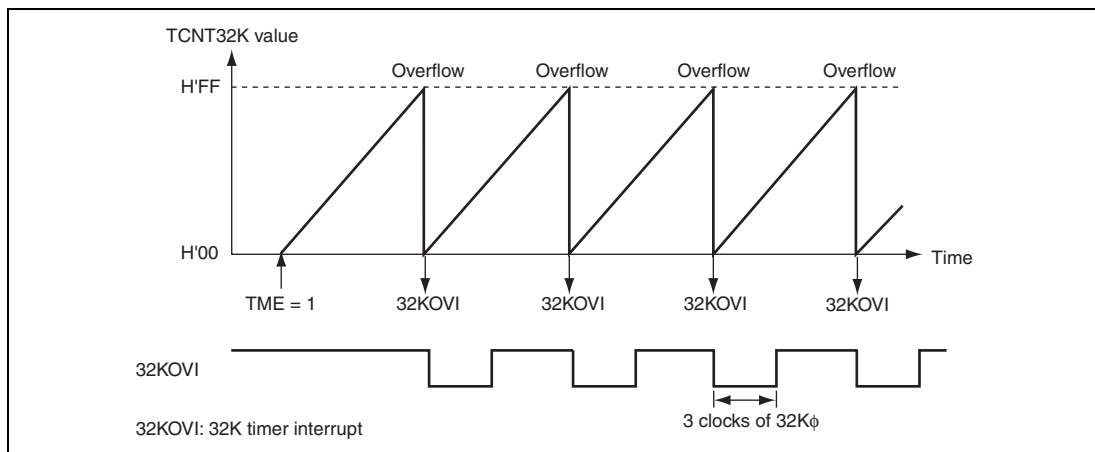 TCNT32K value
Overflow Overflow Overflow Overflow
H'FF
H'00
Time
TME = 1 32KOVI 32KOVI 32KOVI 32KOVI
32KOVI
3 clocks of 32Kϕ
32KOVI: 32K timer interrupt